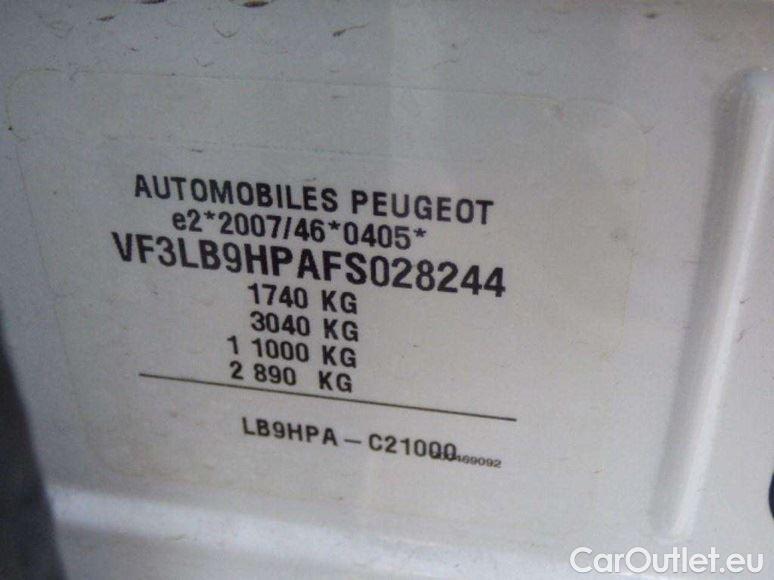 AUTOMOBILES PEUGEOT
e2*2007/46*0405*
VF3LB9HPAFS028244
1740 KG
3040 KG
1 1000 KG
2 890 KG
LB9HPA – C21000
CarOutlet.eu